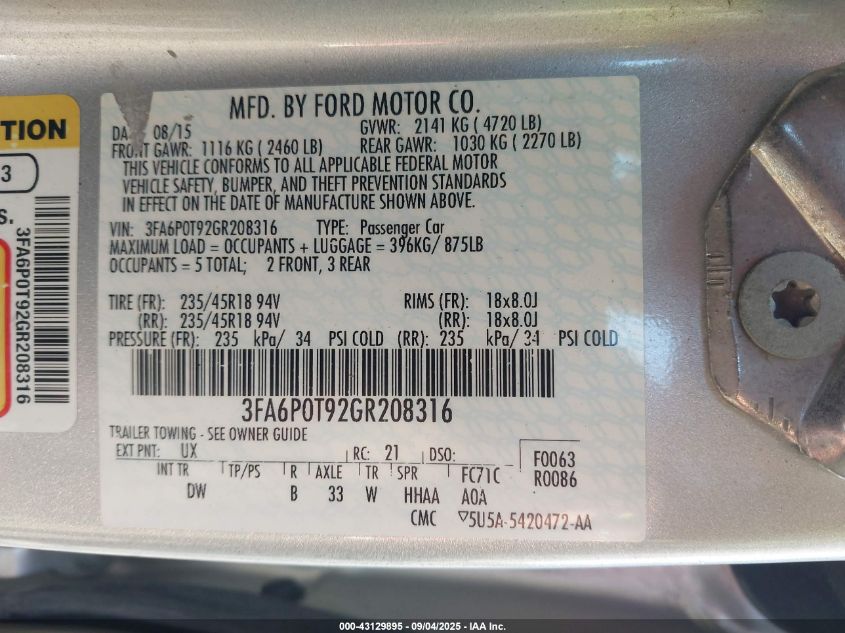 TION
3
S.
3FA6P0T92GR208316
MFD. BY FORD MOTOR CO.
DA 08/15 GVWR: 2141 KG ( 4720 LB)
FRONT GAWR: 1116 KG ( 2460 LB) REAR GAWR: 1030 KG ( 2270 LB)
THIS VEHICLE CONFORMS TO ALL APPLICABLE FEDERAL MOTOR
VEHICLE SAFETY, BUMPER, AND THEFT PREVENTION STANDARDS
IN EFFECT ON THE DATE OF MANUFACTURE SHOWN ABOVE.
VIN: 3FA6P0T92GR208316 TYPE: Passenger Car
MAXIMUM LOAD = OCCUPANTS + LUGGAGE = 396KG/ 875LB
OCCUPANTS = 5 TOTAL; 2 FRONT, 3 REAR
TIRE (FR): 235/45R18 94V RIMS (FR): 18x8.0J
(RR): 235/45R18 94V (RR): 18x8.0J
PRESSURE (FR): 235 kPa/ 34 PSI COLD (RR): 235 kPa/ 34 PSI COLD
3FA6P0T92GR208316
TRAILER TOWING - SEE OWNER GUIDE
EXT PNT: UX RC: 21 DSO: F0063
INT TR TP/PS R AXLE TR SPR FC71C R0086
DW B 33 W HHAA AOA
CMC 5U5A-5420472-AA
000-43129895 - 09/04/2025 - IAA Inc.